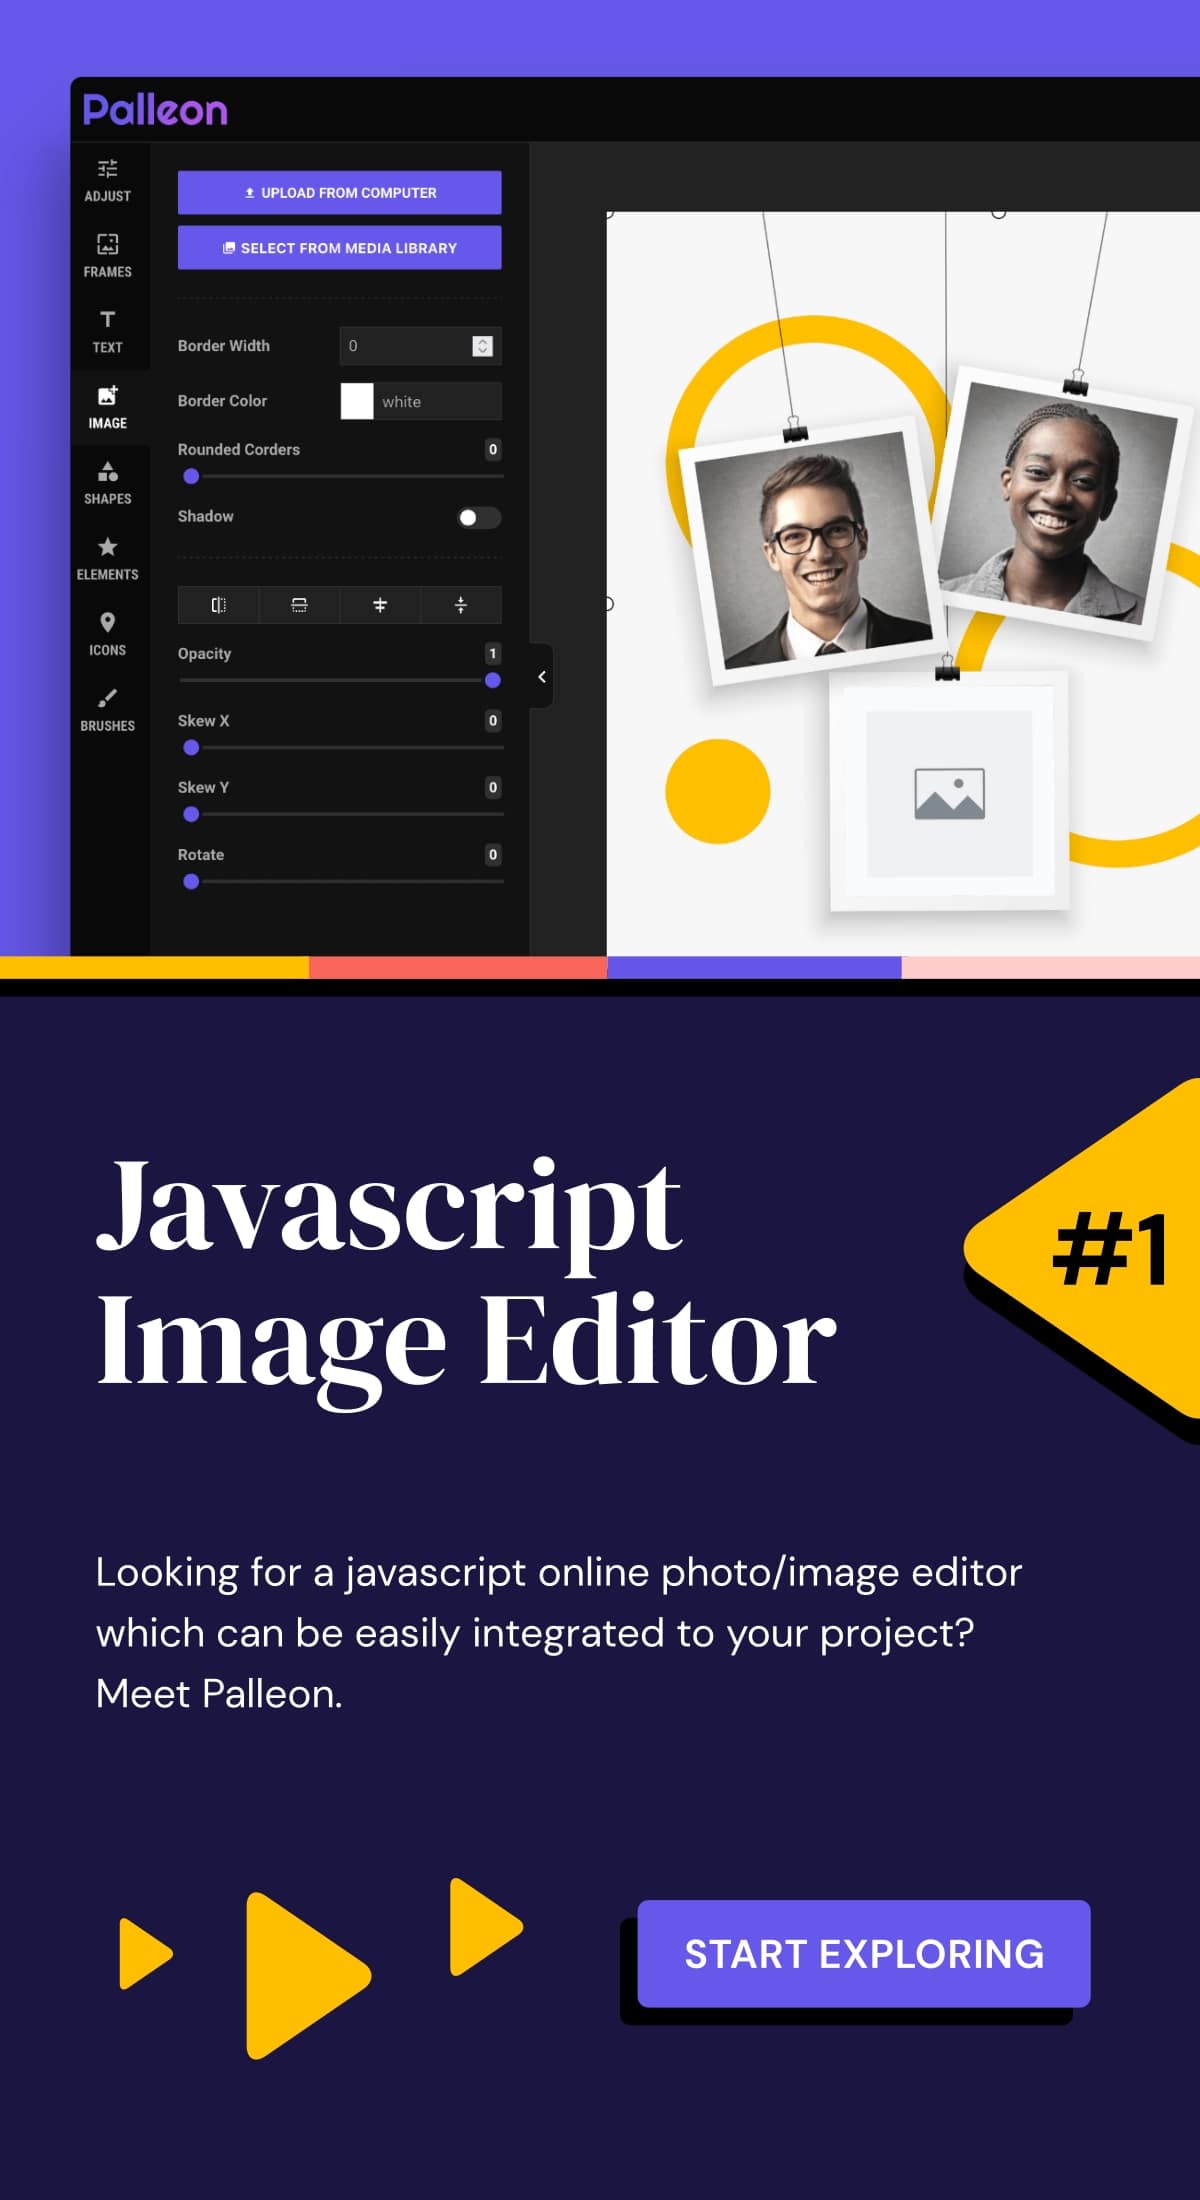 Palleon
ADJUST
FRAMES
TEXT
IMAGE
SHAPES
ELEMENTS
ICONS
BRUSHES
UPLOAD FROM COMPUTER
SELECT FROM MEDIA LIBRARY
Border Width 0
Border Color white
Rounded Corders 0
Shadow
Opacity 1
Skew X 0
Skew Y 0
Rotate 0
Javascript
Image Editor
#1
Looking for a javascript online photo/image editor
which can be easily integrated to your project?
Meet Palleon.
START EXPLORING